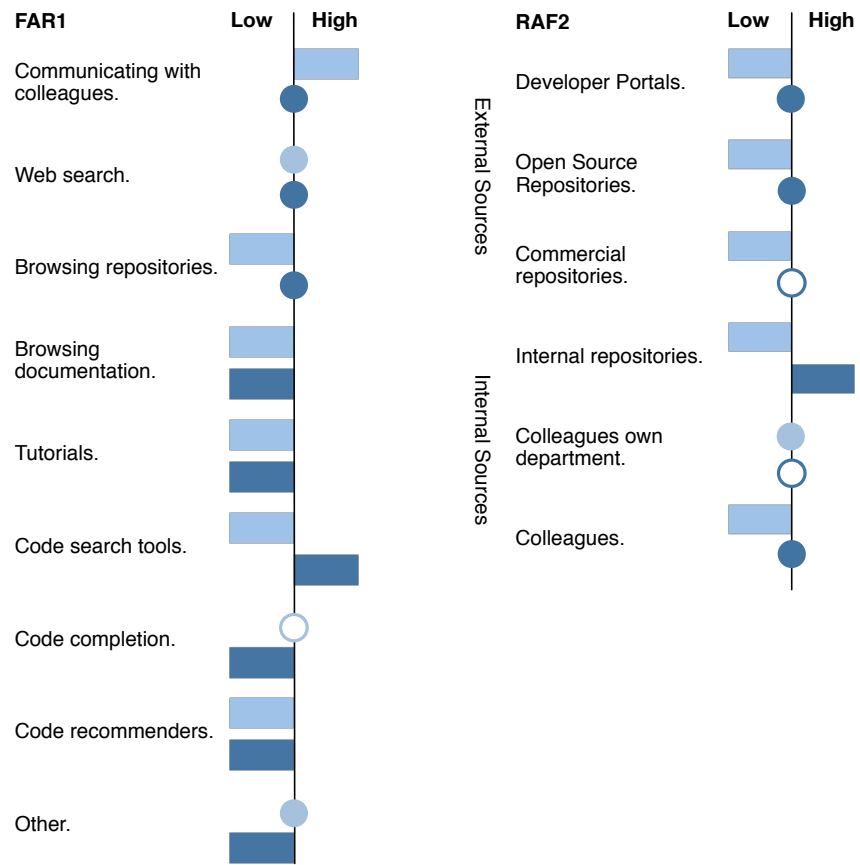 FAR1 Low High
Communicating with
colleagues.
Web search.
Browsing repositories.
Browsing
documentation.
Tutorials.
Code search tools.
Code completion.
Code recommenders.
Other.
External Sources
Internal Sources
RAF2 Low High
Developer Portals.
Open Source
Repositories.
Commercial
repositories.
Internal repositories.
Colleagues own
department.
Colleagues.